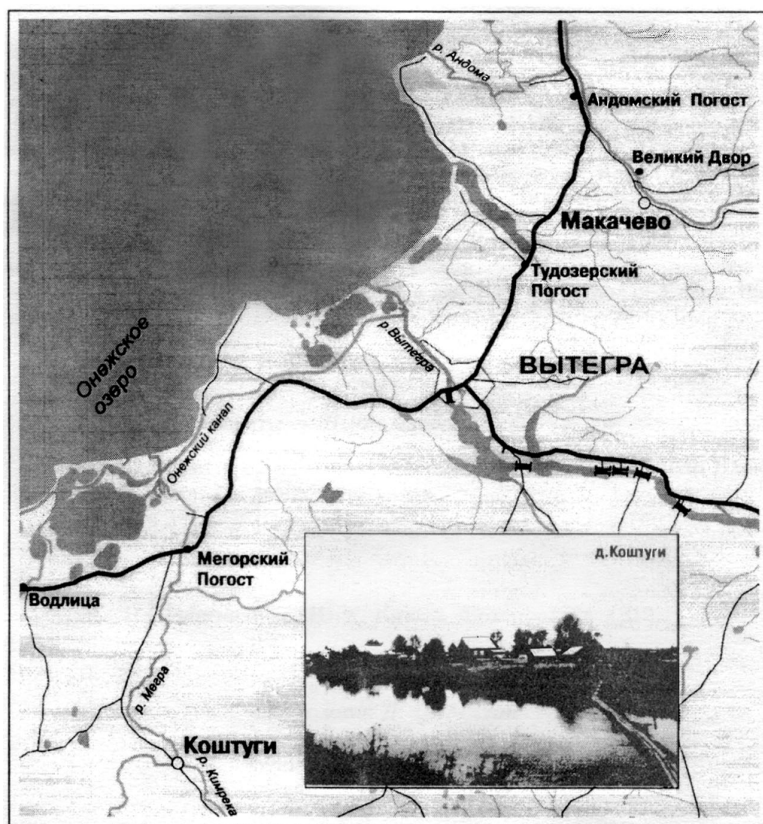 р. Андома
Андомский Погост
Великий Двор
Макачево
Тудозерский
Погост
Онежское
озеро
р. Вытегра
ВЫТЕГРА
Онежский канал
Мегорский
Погост
Водлица
д.Коштуги
р. Мегра
Коштуги
р. Кимрека